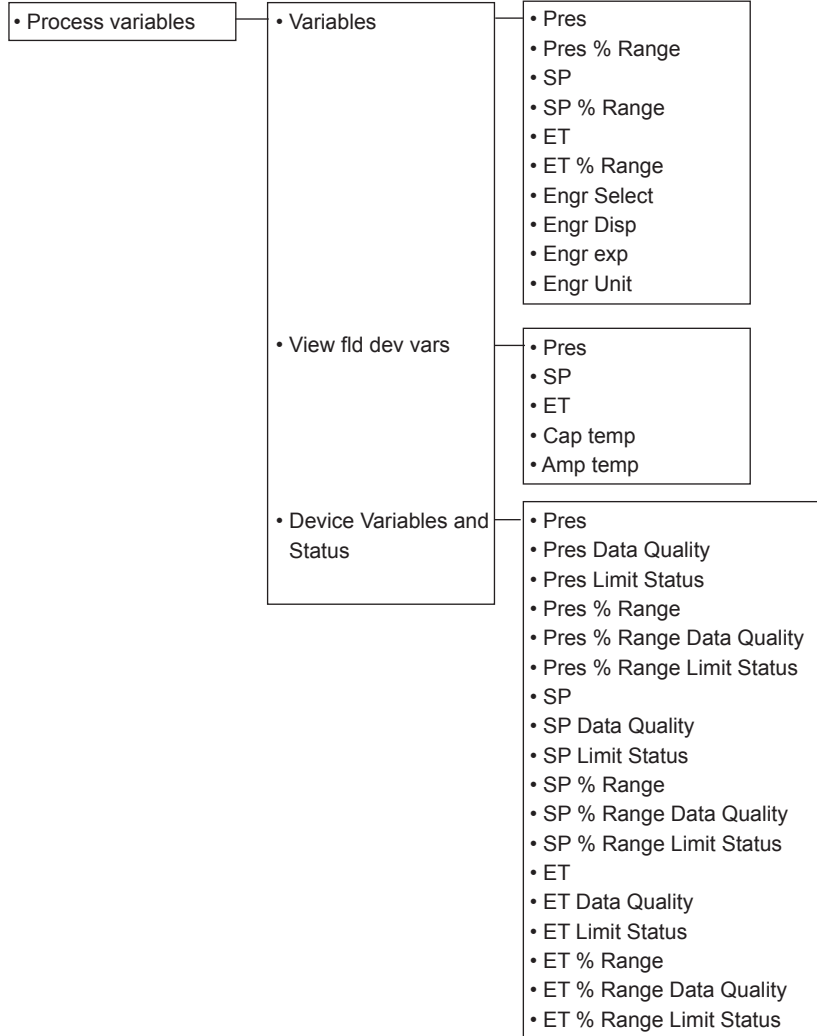 • Process variables
• Variables
• Pres
• Pres % Range
• SP
• SP % Range
• ET
• ET % Range
• Engr Select
• Engr Disp
• Engr exp
• Engr Unit
• View fld dev vars
• Pres
• SP
• ET
• Cap temp
• Amp temp
• Device Variables and
Status
• Pres
• Pres Data Quality
• Pres Limit Status
• Pres % Range
• Pres % Range Data Quality
• Pres % Range Limit Status
• SP
• SP Data Quality
• SP Limit Status
• SP % Range
• SP % Range Data Quality
• SP % Range Limit Status
• ET
• ET Data Quality
• ET Limit Status
• ET % Range
• ET % Range Data Quality
• ET % Range Limit Status